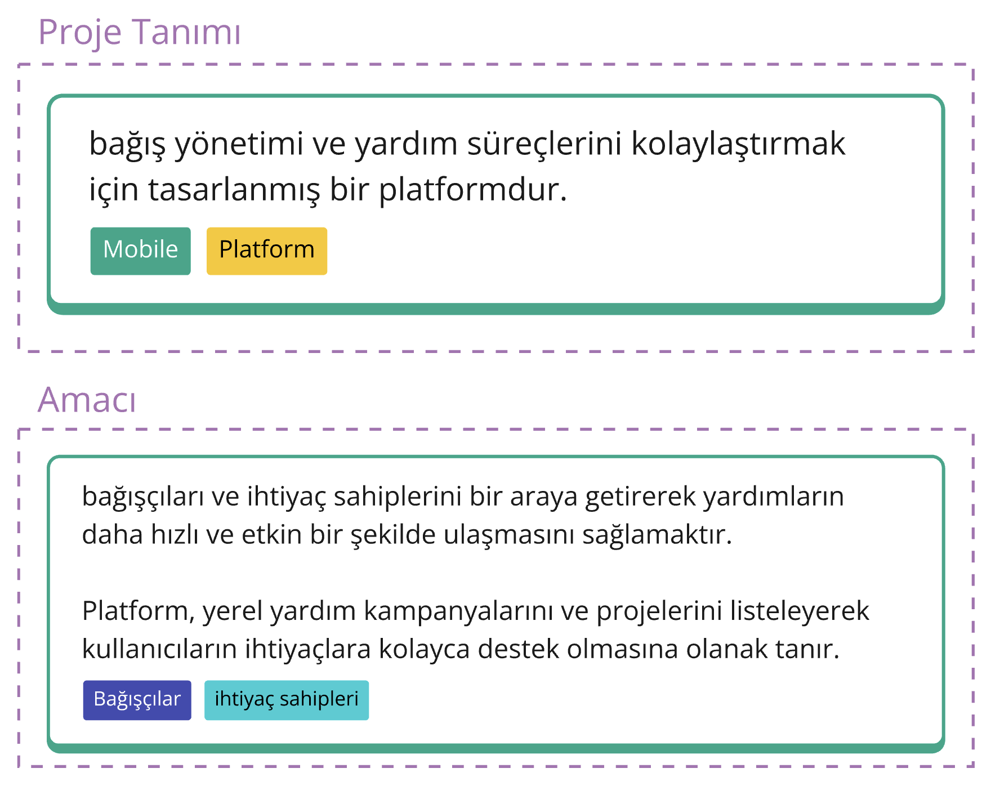 Proje Tanımı
bağış yönetimi ve yardım süreçlerini kolaylaştırmak
için tasarlanmış bir platformdur.
Mobile Platform
Amacı
bağışçıları ve ihtiyaç sahiplerini bir araya getirerek yardımların
daha hızlı ve etkin bir şekilde ulaşmasını sağlamaktır.
Platform, yerel yardım kampanyalarını ve projelerini listeleyerek
kullanıcıların ihtiyaçlara kolayca destek olmasına olanak tanır.
Bağışçılar ihtiyaç sahipleri